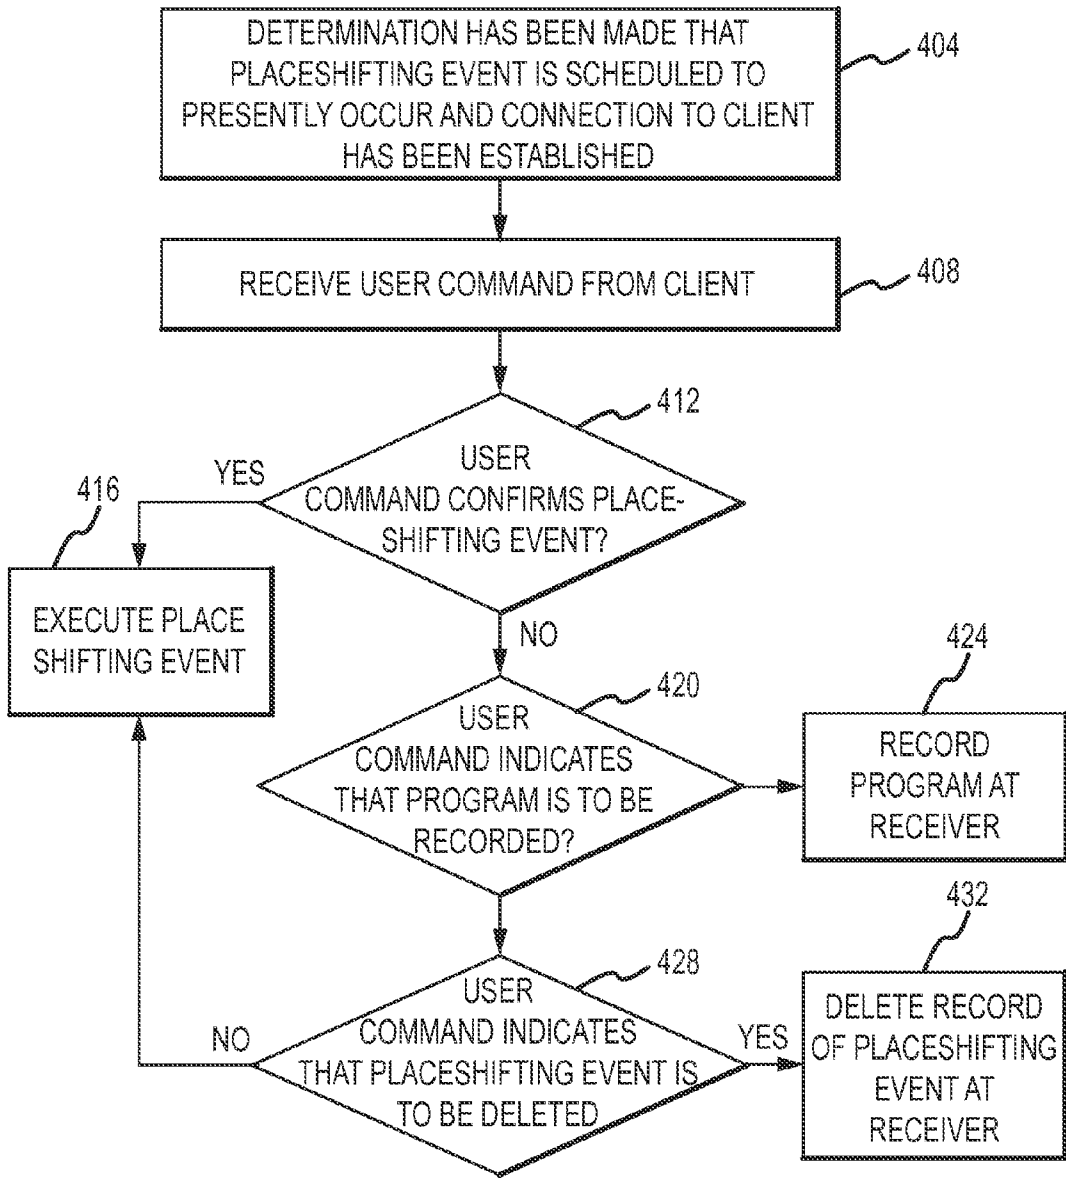 DETERMINATION HAS BEEN MADE THAT
PLACESHIFTING EVENT IS SCHEDULED TO
PRESENTLY OCCUR AND CONNECTION TO CLIENT
HAS BEEN ESTABLISHED
404
RECEIVE USER COMMAND FROM CLIENT
408
412
USER
COMMAND CONFIRMS PLACE-
SHIFTING EVENT?
YES
416
EXECUTE PLACE
SHIFTING EVENT
NO
420
USER
COMMAND INDICATES
THAT PROGRAM IS TO BE
RECORDED?
424
RECORD
PROGRAM AT
RECEIVER
428
USER
COMMAND INDICATES
THAT PLACESHIFTING EVENT IS
TO BE DELETED
NO
YES
432
DELETE RECORD
OF PLACESHIFTING
EVENT AT
RECEIVER